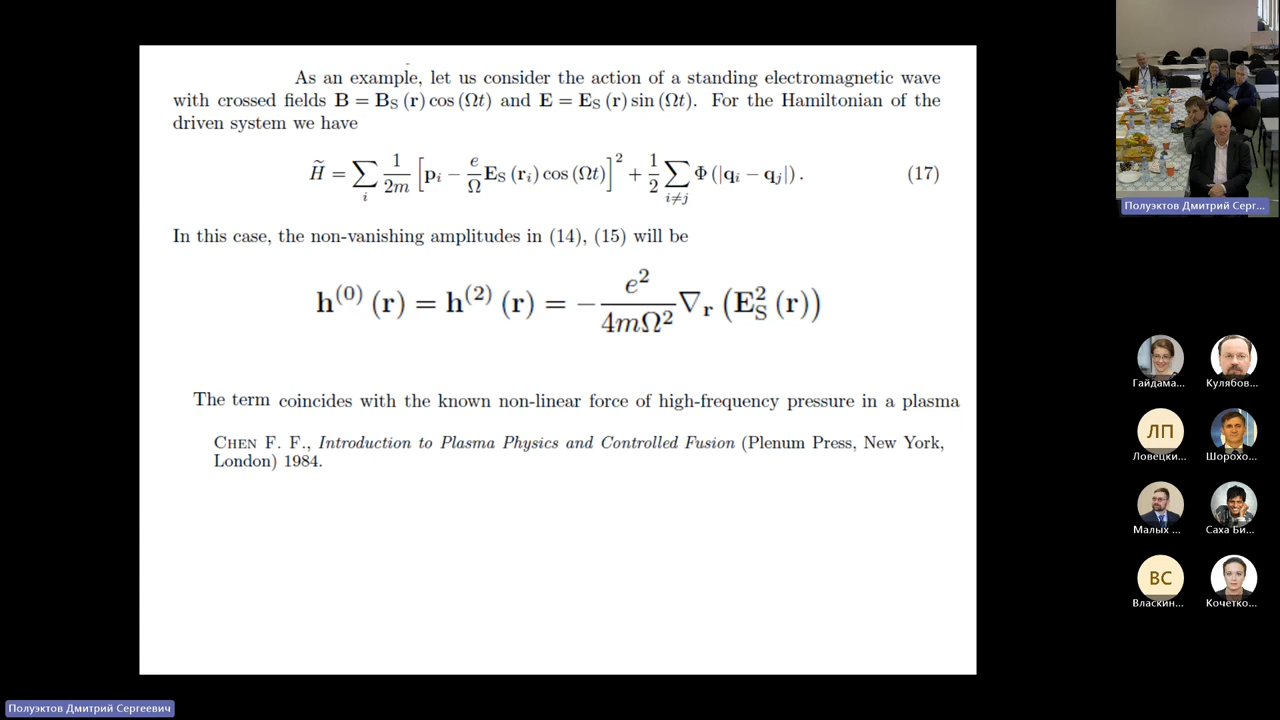 As an example, let us consider the action of a standing electromagnetic wave
with crossed fields B = B_S (r) cos (Ωt) and E = E_S (r) sin (Ωt). For the Hamiltonian of the
driven system we have
H̃ = ∑_i 1/2m [p_i − e/Ω E_S (r_i) cos (Ωt)]^2 + 1/2 ∑_{i≠j} Φ (|q_i − q_j|) . (17)
In this case, the non-vanishing amplitudes in (14), (15) will be
h^(0) (r) = h^(2) (r) = − e^2/4mΩ^2 ∇_r (E_S^2 (r))
The term coincides with the known non-linear force of high-frequency pressure in a plasma
CHEN F. F., Introduction to Plasma Physics and Controlled Fusion (Plenum Press, New York,
London) 1984.
Полуэктов Дмитрий Серг...
Гайдама... Кулябов...
ЛП
Ловецки... Шорохо...
Малых ... Саха Би...
ВС
Власкин... Кочетко...
Полуэктов Дмитрий Сергеевич